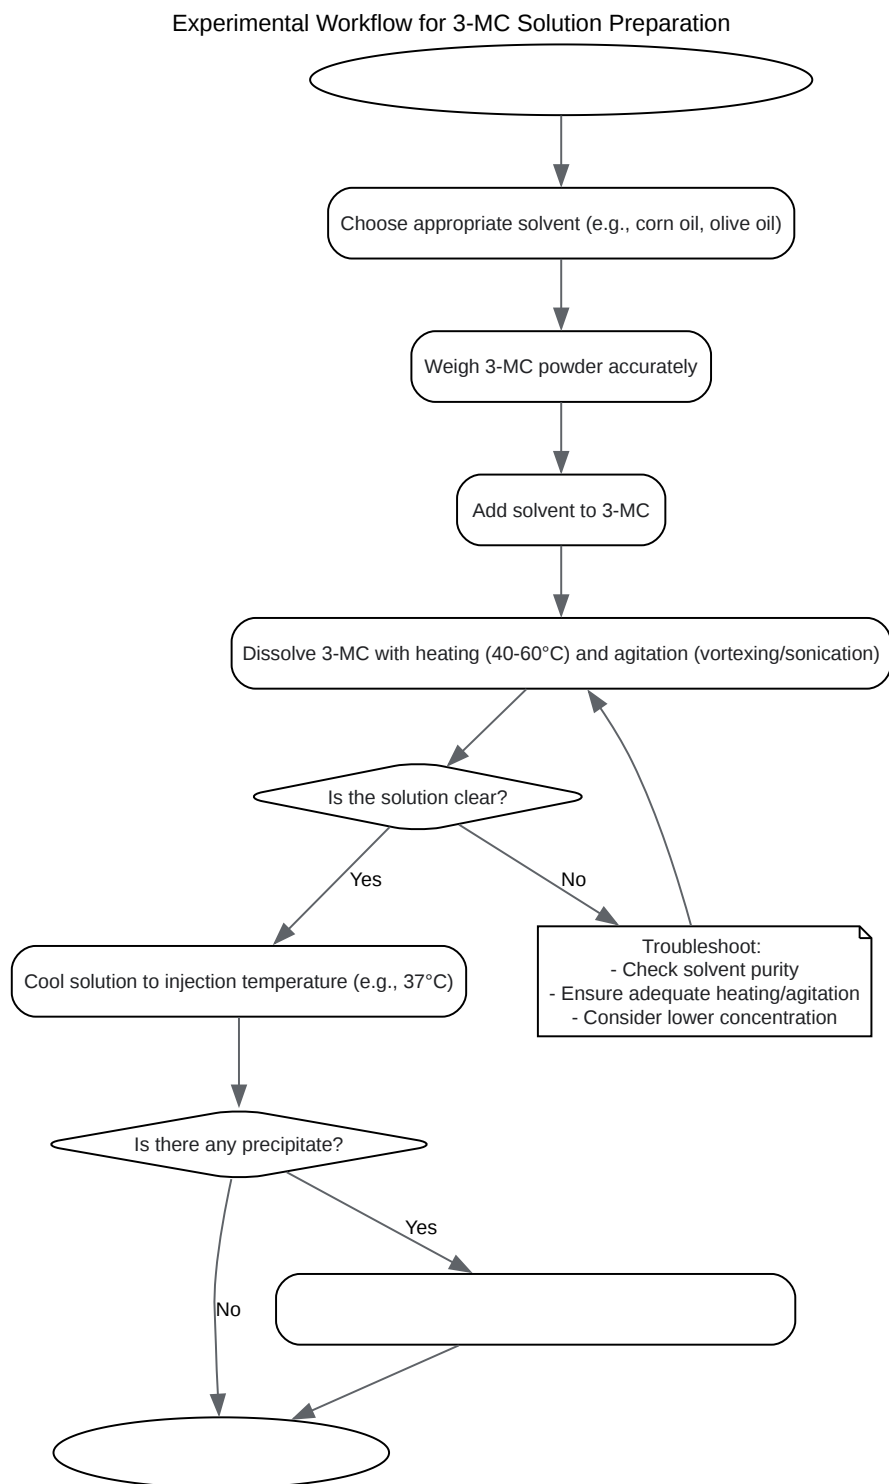 Experimental Workflow for 3-MC Solution Preparation
Choose appropriate solvent (e.g., corn oil, olive oil)
Weigh 3-MC powder accurately
Add solvent to 3-MC
Dissolve 3-MC with heating (40-60°C) and agitation (vortexing/sonication)
Is the solution clear?
Yes
No
Troubleshoot:
- Check solvent purity
- Ensure adequate heating/agitation
- Consider lower concentration
Cool solution to injection temperature (e.g., 37°C)
Is there any precipitate?
Yes
No